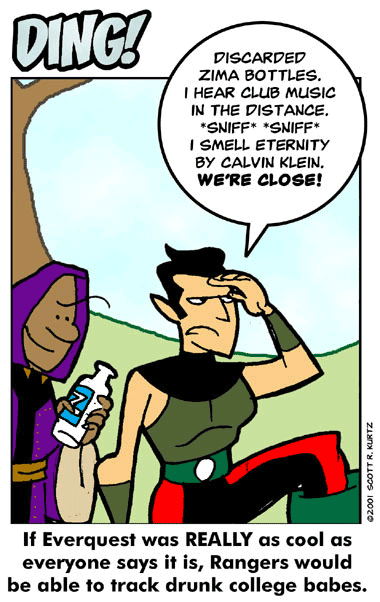 DING!
DISCARDED
ZIMA BOTTLES.
I HEAR CLUB MUSIC
IN THE DISTANCE.
*SNIFF* *SNIFF*
I SMELL ETERNITY
BY CALVIN KLEIN.
WE'RE CLOSE!
Z
©2001 SCOTT R. KURTZ
If Everquest was REALLY as cool as
everyone says it is, Rangers would
be able to track drunk college babes.